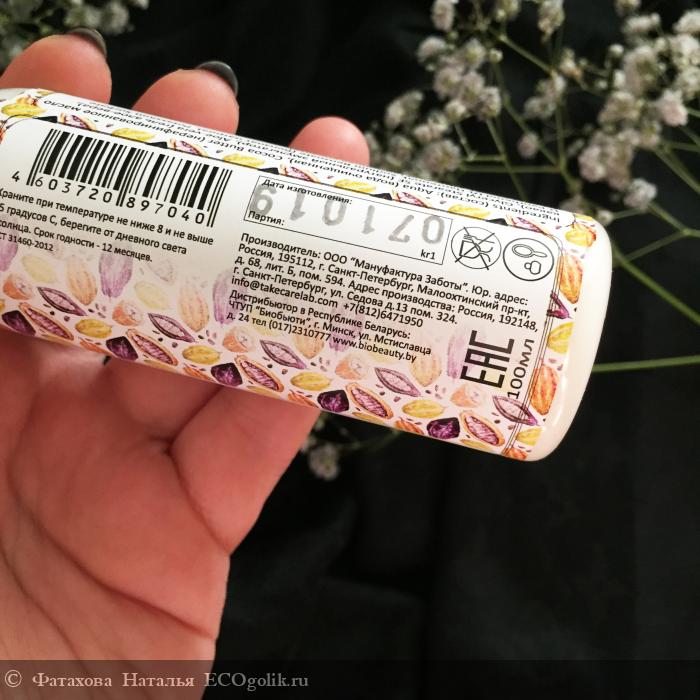 4 603720 897040
Храните при температуре не ниже 8 и не выше
5 градусов С, берегите от дневного света
солнца. Срок годности - 12 месяцев.
СТ 31460-2012
Дата изготовления:
Партия:
071019
kr1
Производитель: ООО "Мануфактура Заботы". Юр. адрес:
Россия, 195112, г. Санкт-Петербург, Малоохтинский пр-кт,
д. 68, лит. Б, пом. 594. Адрес производства: Россия, 192148,
г. Санкт-Петербург, ул. Седова д.13 пом. 324.
info@takecarelab.com +7(812)6471950
Дистрибьютор в Республике Беларусь:
ЧТУП "Биобьюти", г. Минск, ул. Мстиславца
д. 24 тел (017)2310777 www.biobeauty.by
EAC
100мл
© Фатахова Наталья ECOgolik.ru